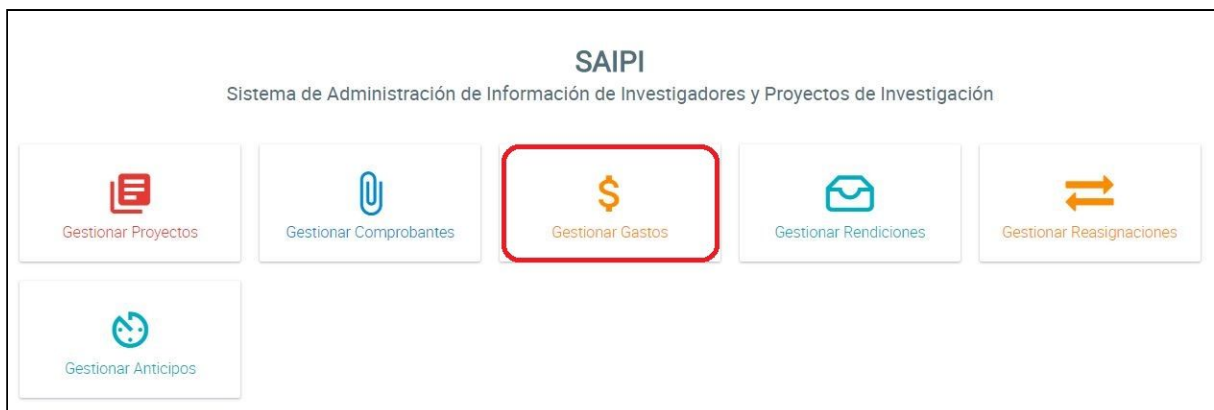 SAIPI
Sistema de Administración de Información de Investigadores y Proyectos de Investigación
Gestionar Proyectos
Gestionar Comprobantes
Gestionar Gastos
Gestionar Rendiciones
Gestionar Reasignaciones
Gestionar Anticipos